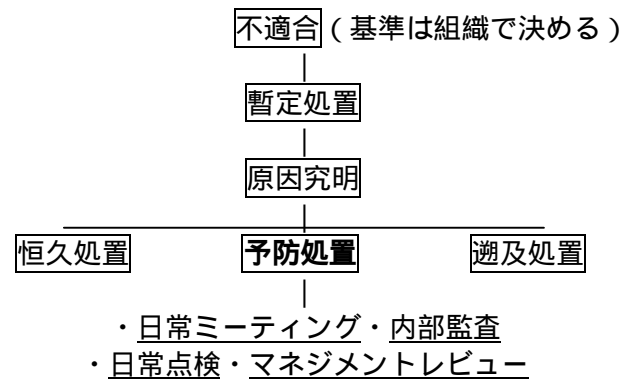 不適合(基準は組織で決める)
暫定処置
原因究明
恒久処置 予防処置 遡及処置
・日常ミーティング・内部監査
・日常点検・マネジメントレビュー